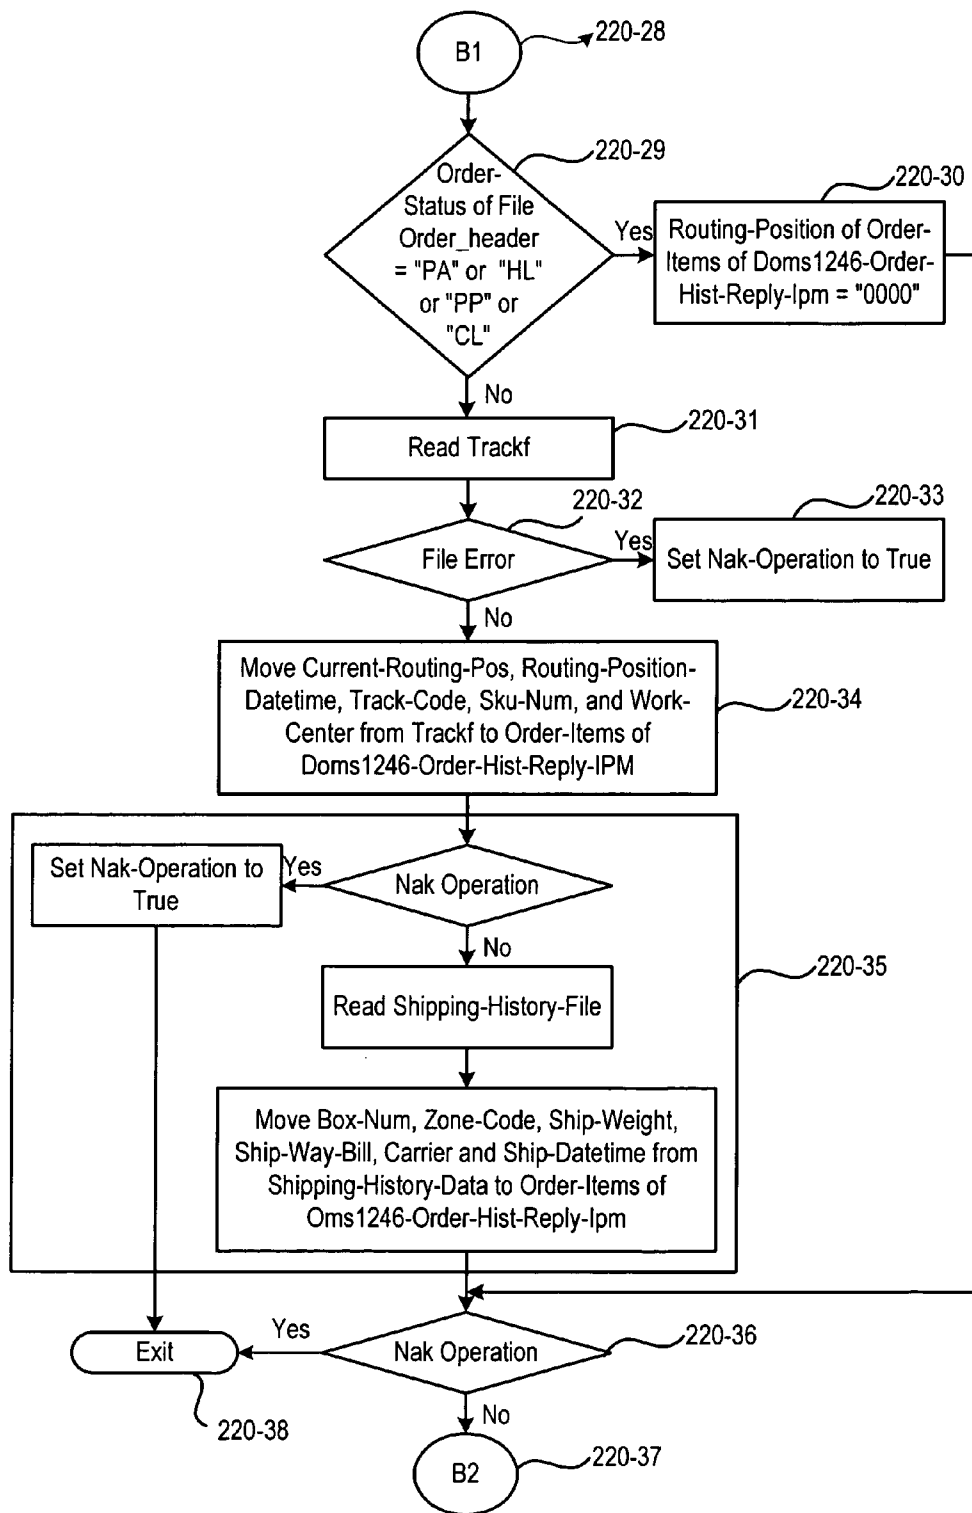 B1
220-28
220-29
Order-
Status of File
Order_header
= "PA" or "HL"
or "PP" or
"CL"
Yes
220-30
Routing-Position of Order-
Items of Doms1246-Order-
Hist-Reply-Ipm = "0000"
No
220-31
Read Trackf
220-32
File Error
Yes
220-33
Set Nak-Operation to True
No
Move Current-Routing-Pos, Routing-Position-
Datetime, Track-Code, Sku-Num, and Work-
Center from Trackf to Order-Items of
Doms1246-Order-Hist-Reply-IPM
220-34
Set Nak-Operation to
True
Yes
Nak Operation
No
220-35
Read Shipping-History-File
Move Box-Num, Zone-Code, Ship-Weight,
Ship-Way-Bill, Carrier and Ship-Datetime from
Shipping-History-Data to Order-Items of
Oms1246-Order-Hist-Reply-Ipm
Exit
Yes
Nak Operation
220-36
220-38
No
B2
220-37